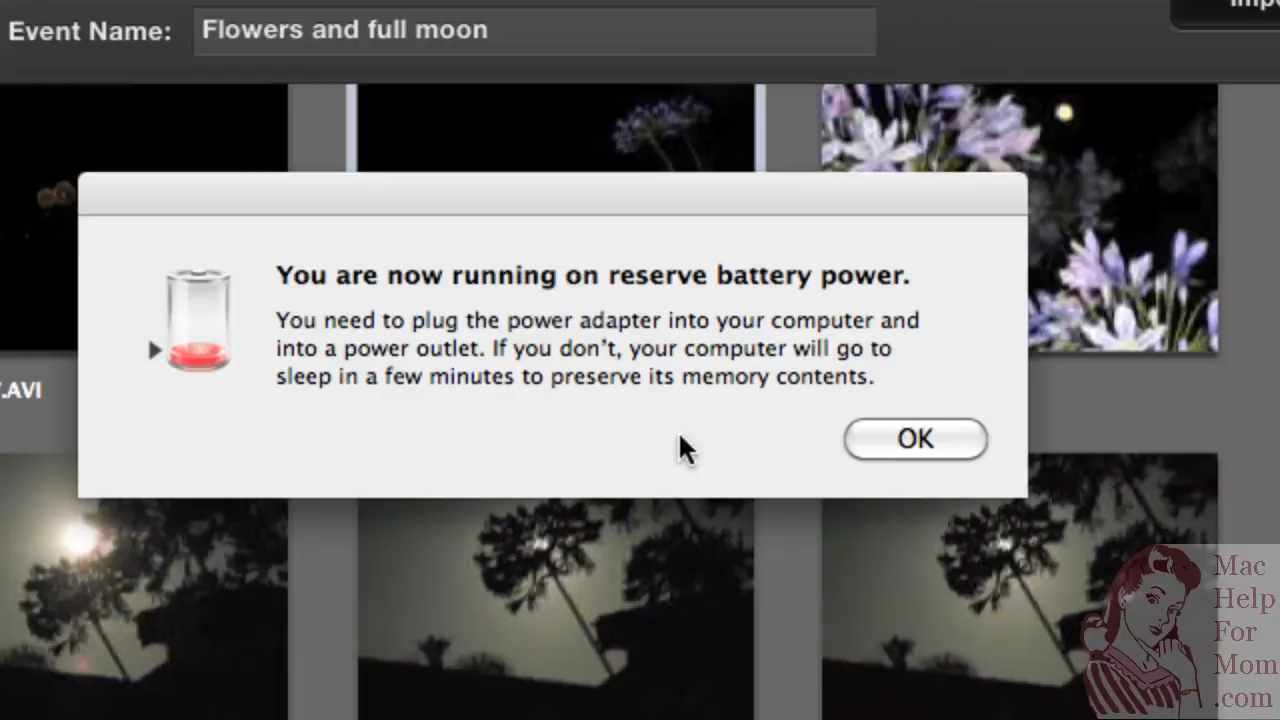 Event Name: Flowers and full moon
You are now running on reserve battery power.
You need to plug the power adapter into your computer and
into a power outlet. If you don't, your computer will go to
sleep in a few minutes to preserve its memory contents.
.AVI
OK
Mac
Help
For
Mom
.com